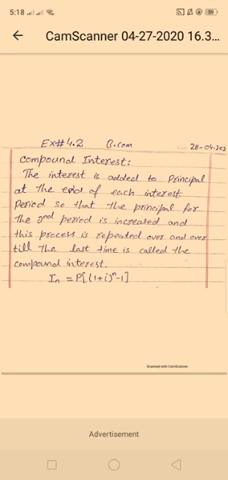 5:18
CamScanner 04-27-2020 16.3...
Ex#4.2 B.com 28-04-202
Compound Interest:
The interest is added to Principal
at the end of each interest
Period so that the principal for
the 2nd period is increased and
this process is repeated over and over
till the last time is called the
compound interest.
In = P[(1+i)^n-1]
Scanned with CamScanner
Advertisement